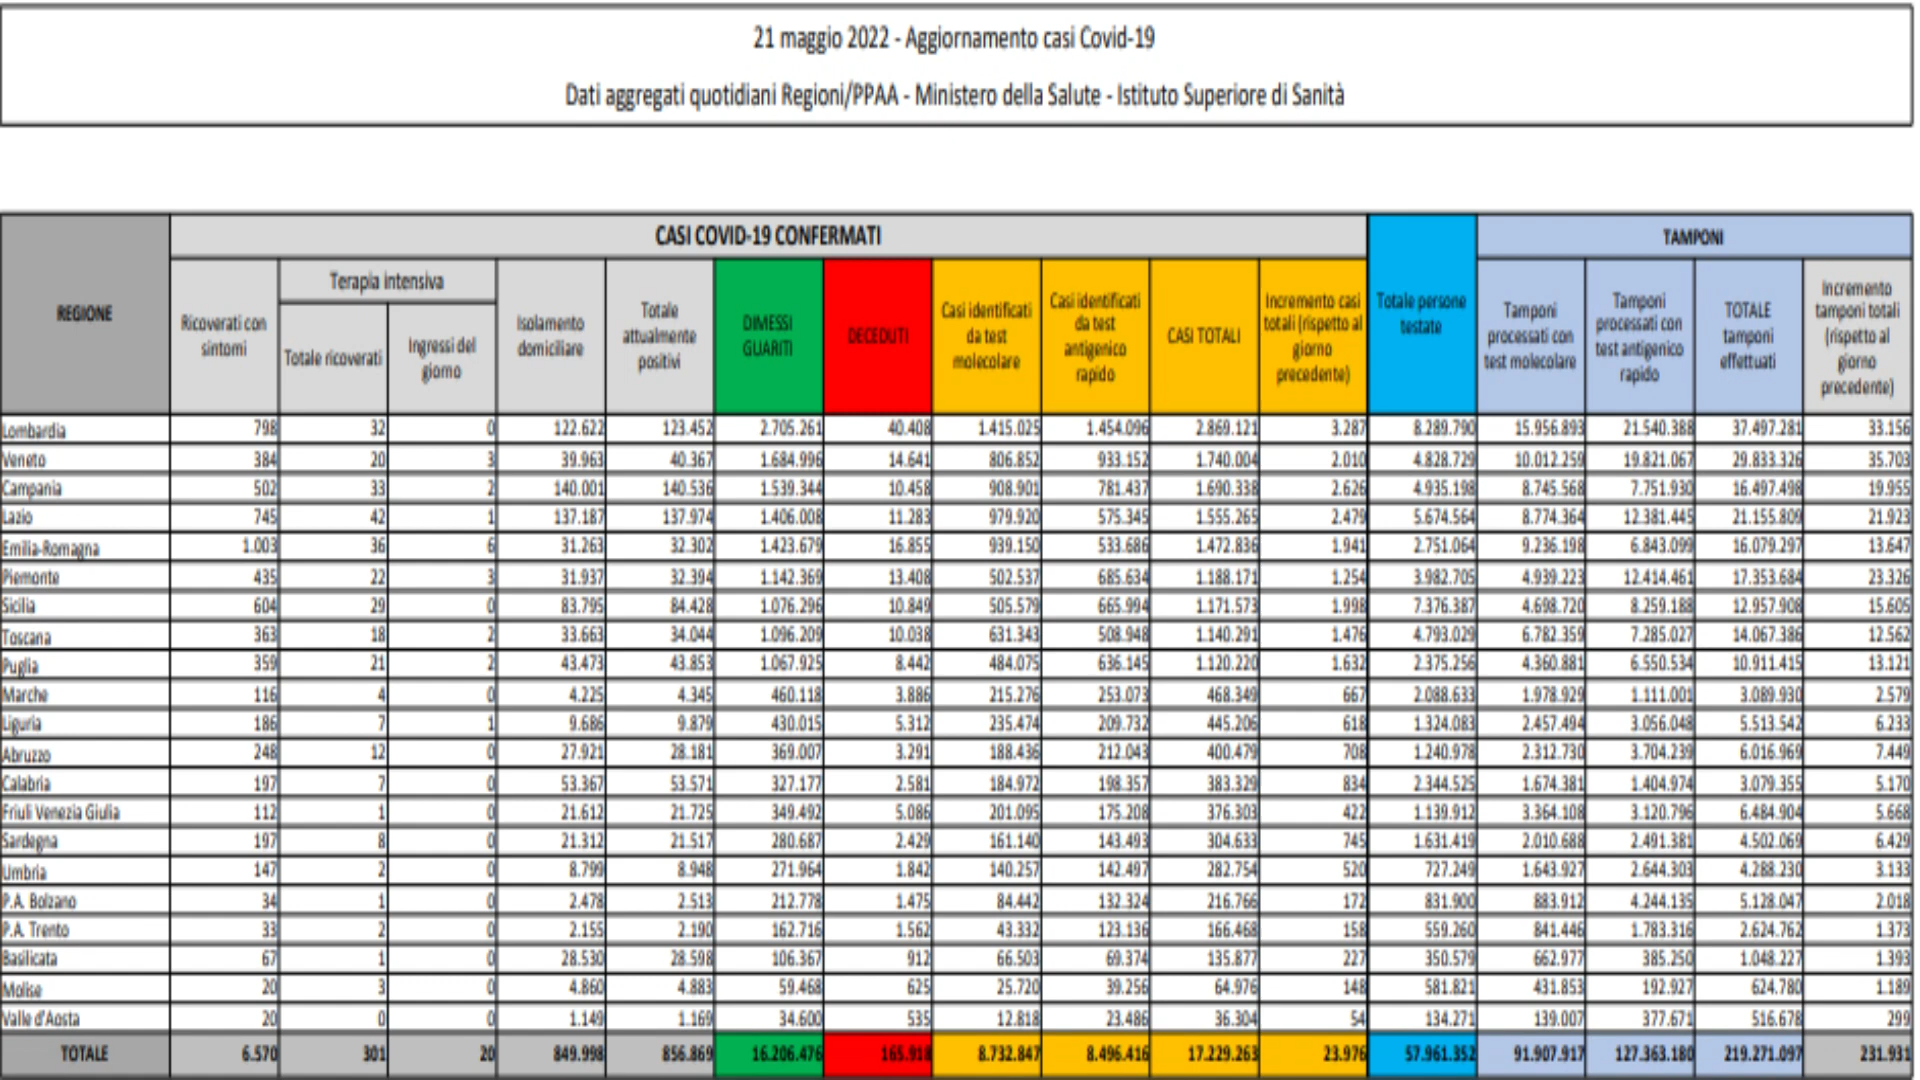 21 maggio 2022 - Aggiornamento casi Covid-19
Dati aggregati quotidiani Regioni/PPAA - Ministero della Salute - Istituto Superiore di Sanità
REGIONE
CASI COVID-19 CONFERMATI
Totale persone testate
TAMPONI
Ricoverati con sintomi
Terapia intensiva
Totale ricoverati
Ingressi del giorno
Isolamento domiciliare
Totale attualmente positivi
DIMESSI GUARITI
DECEDUTI
Casi identificati da test molecolare
Casi identificati da test antigenico rapido
CASI TOTALI
Incremento casi totali (rispetto al giorno precedente)
Tamponi processati con test molecolare
Tamponi processati con test antigenico rapido
TOTALE tamponi effettuati
Incremento tamponi totali (rispetto al giorno precedente)
Lombardia 798 32 0 122.622 123.452 2.705.261 40.408 1.415.025 1.454.096 2.869.121 3.287 8.289.790 15.956.893 21.540.388 37.497.281 33.156
Veneto 384 20 3 39.963 40.367 1.684.996 14.641 806.852 933.152 1.740.004 2.010 4.828.729 10.012.259 19.821.067 29.833.326 35.703
Campania 502 33 2 140.001 140.536 1.539.344 10.458 908.901 781.437 1.690.338 2.626 4.935.198 8.745.568 7.751.930 16.497.498 19.955
Lazio 745 42 1 137.187 137.974 1.406.008 11.283 979.920 575.345 1.555.265 2.479 5.674.564 8.774.364 12.381.445 21.155.809 21.923
Emilia-Romagna 1.003 36 6 31.263 32.302 1.423.679 16.855 939.150 533.686 1.472.836 1.941 2.751.064 9.236.198 6.843.099 16.079.297 13.647
Piemonte 435 22 3 31.937 32.394 1.142.369 13.408 502.537 685.634 1.188.171 1.254 3.982.705 4.939.223 12.414.461 17.353.684 23.326
Sicilia 604 29 0 83.795 84.428 1.076.296 10.849 505.579 665.994 1.171.573 1.998 7.376.387 4.698.720 8.259.188 12.957.908 15.605
Toscana 363 18 2 33.663 34.044 1.096.209 10.038 631.343 508.948 1.140.291 1.476 4.793.029 6.782.359 7.285.027 14.067.386 12.562
Puglia 359 21 2 43.473 43.853 1.067.925 8.442 484.075 636.145 1.120.220 1.632 2.375.256 4.360.881 6.550.534 10.911.415 13.121
Marche 116 4 0 4.225 4.345 460.118 3.886 215.276 253.073 468.349 667 2.088.633 1.978.929 1.111.001 3.089.930 2.579
Liguria 186 7 1 9.686 9.879 430.015 5.312 235.474 209.732 445.206 618 1.324.083 2.457.494 3.056.048 5.513.542 6.233
Abruzzo 248 12 0 27.921 28.181 369.007 3.291 188.436 212.043 400.479 708 1.240.978 2.312.730 3.704.239 6.016.969 7.449
Calabria 197 7 0 53.367 53.571 327.177 2.581 184.972 198.357 383.329 834 2.344.525 1.674.381 1.404.974 3.079.355 5.170
Friuli Venezia Giulia 112 1 0 21.612 21.725 349.492 5.086 201.095 175.208 376.303 422 1.139.912 3.364.108 3.120.796 6.484.904 5.668
Sardegna 197 8 0 21.312 21.517 280.687 2.429 161.140 143.493 304.633 745 1.631.419 2.010.688 2.491.381 4.502.069 6.429
Umbria 147 2 0 8.799 8.948 271.964 1.842 140.257 142.497 282.754 520 727.249 1.643.927 2.644.303 4.288.230 3.133
P.A. Bolzano 34 1 0 2.478 2.513 212.778 1.475 84.442 132.324 216.766 172 831.900 883.912 4.244.135 5.128.047 2.018
P.A. Trento 33 2 0 2.155 2.190 162.716 1.562 43.332 123.136 166.468 158 559.260 841.446 1.783.316 2.624.762 1.373
Basilicata 67 1 0 28.530 28.598 106.367 912 66.503 69.374 135.877 227 350.579 662.977 385.250 1.048.227 1.393
Molise 20 3 0 4.860 4.883 59.468 625 25.720 39.256 64.976 148 581.821 431.853 192.927 624.780 1.189
Valle d'Aosta 20 0 0 1.149 1.169 34.600 535 12.818 23.486 36.304 54 134.271 139.007 377.671 516.678 299
TOTALE 6.570 301 20 849.998 856.869 16.206.476 165.918 8.732.847 8.496.416 17.229.263 23.976 57.961.352 91.907.917 127.363.180 219.271.097 231.931